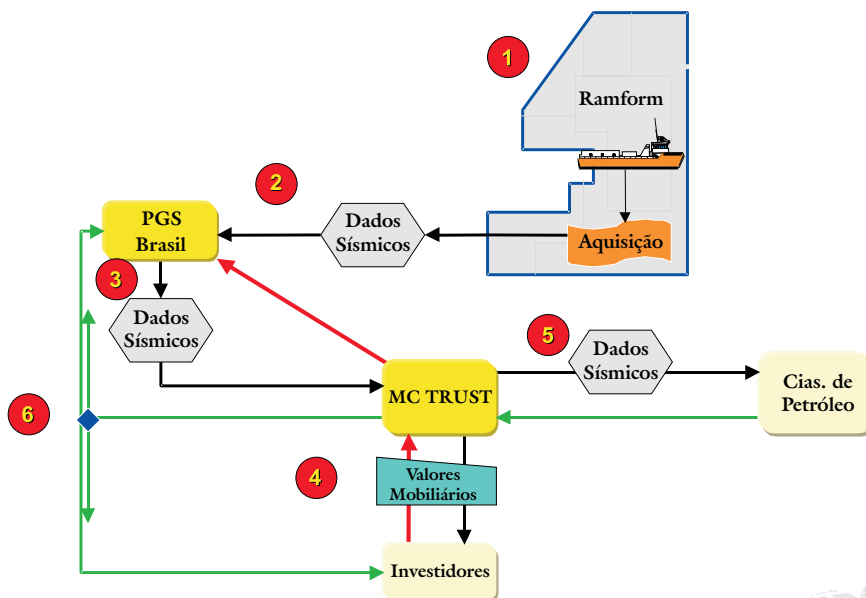 1
Ramform
2
PGS
Brasil
Dados
Sísmicos
Aquisição
3
Dados
Sísmicos
5
Dados
Sísmicos
MC TRUST
Cias. de
Petróleo
6
4
Valores
Mobiliários
Investidores